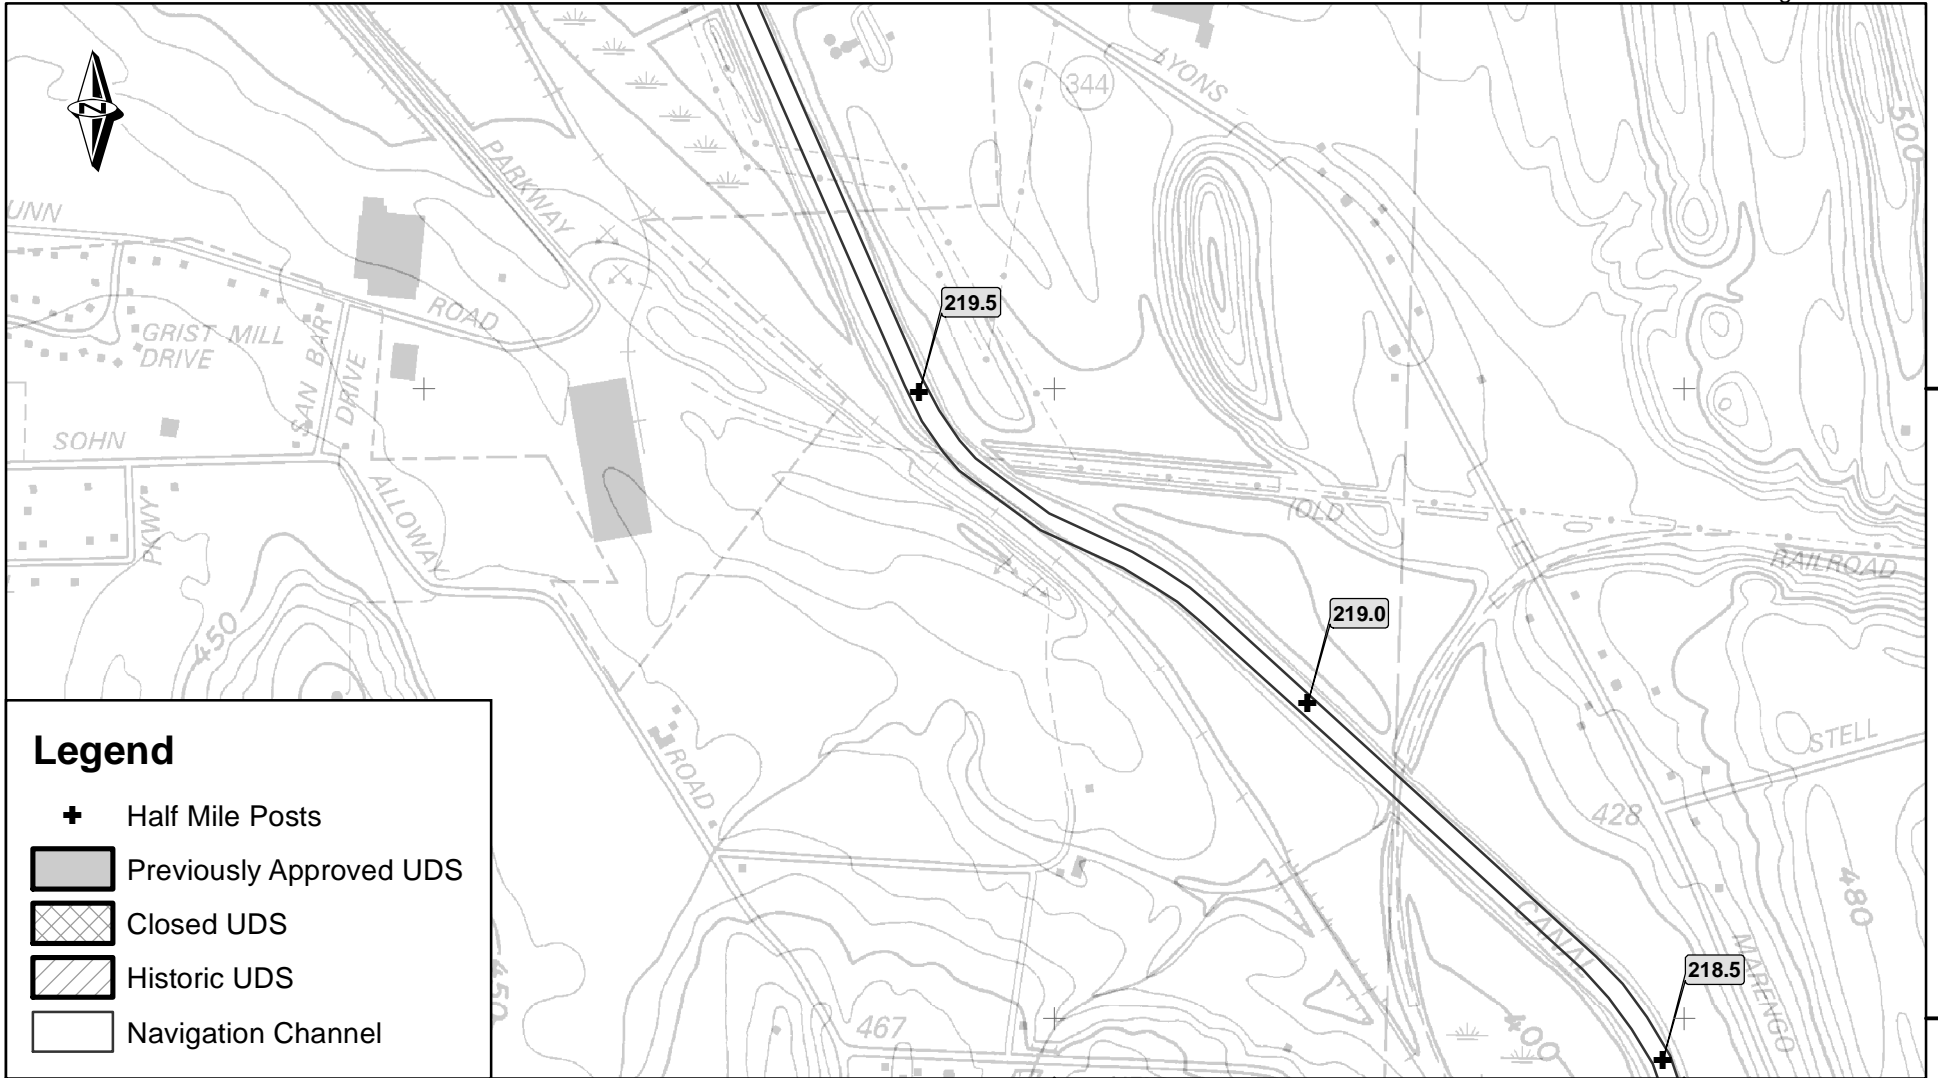 LYONS
344
500
N
PARKWAY
UNN
219.5
ROAD
GRIST MILL
DRIVE
SAN BAR
DRIVE
SOHN
ALLOWAY
PKWY
(OLD
RAILROAD
219.0
450
STELL
ROAD
428
480
CANAL
MARENGO
218.5
450
467
400
Legend
Half Mile Posts
Previously Approved UDS
Closed UDS
Historic UDS
Navigation Channel